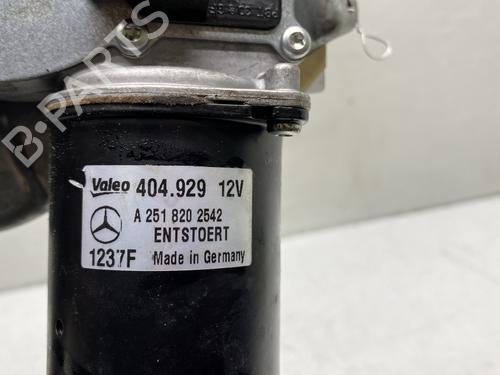 Valeo 404.929 12V
A 251 820 2542
ENTSTOERT
1237F Made in Germany
B-PARTS